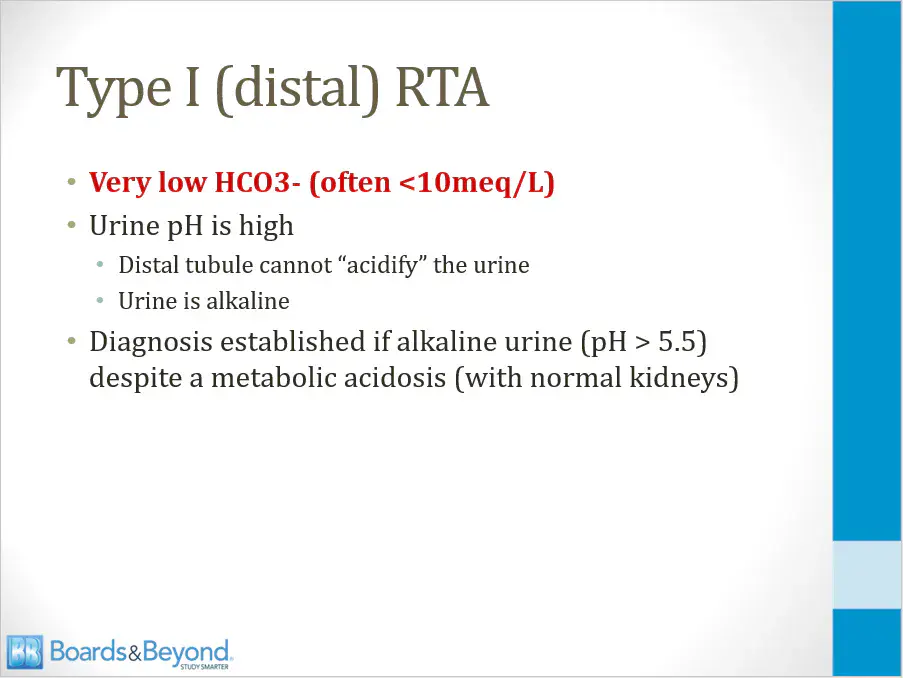 Type I (distal) RTA
• Very low HCO3- (often <10meq/L)
• Urine pH is high
• Distal tubule cannot “acidify” the urine
• Urine is alkaline
• Diagnosis established if alkaline urine (pH > 5.5)
despite a metabolic acidosis (with normal kidneys)
BB Boards&Beyond.
STUDY SMARTER